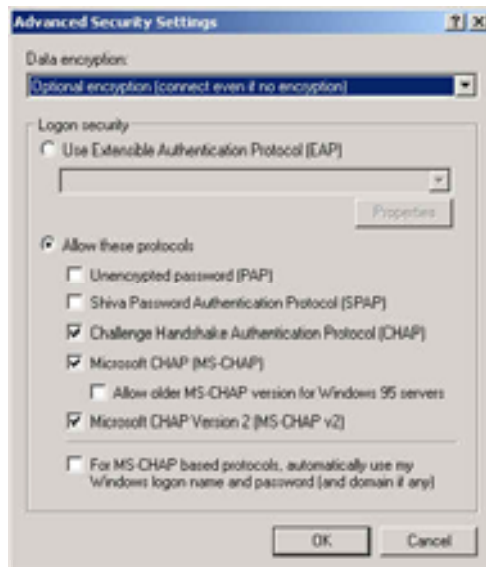 Advanced Security Settings
Data encryption:
Optional encryption (connect even if no encryption)
Logon security
Use Extensible Authentication Protocol (EAP)
Properties
Allow these protocols
Unencrypted password (PAP)
Shiva Password Authentication Protocol (SPAP)
Challenge Handshake Authentication Protocol (CHAP)
Microsoft CHAP (MS-CHAP)
Allow older MS-CHAP version for Windows 95 servers
Microsoft CHAP Version 2 (MS-CHAP v2)
For MS-CHAP based protocols, automatically use my
Windows logon name and password (and domain if any)
OK Cancel